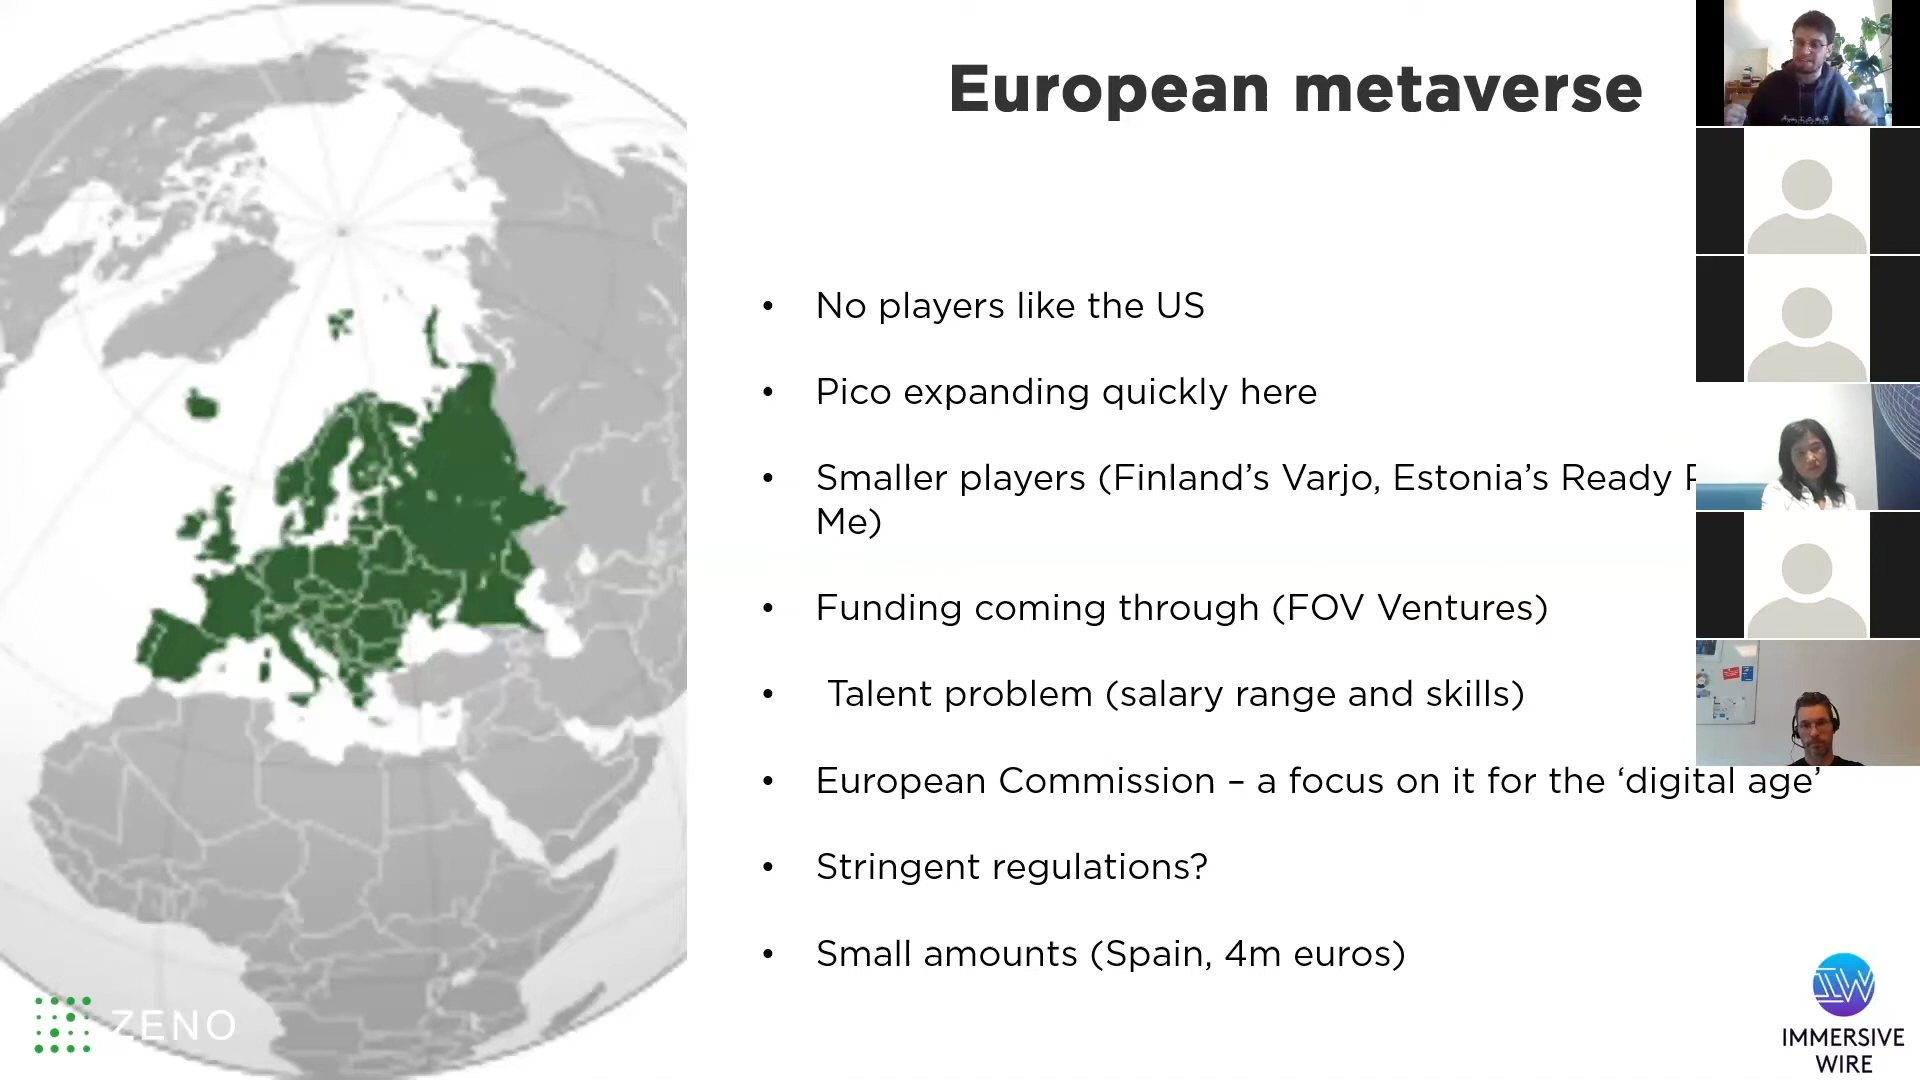 European metaverse
• No players like the US
• Pico expanding quickly here
• Smaller players (Finland’s Varjo, Estonia’s Ready
Me)
• Funding coming through (FOV Ventures)
• Talent problem (salary range and skills)
• European Commission – a focus on it for the ‘digital age’
• Stringent regulations?
• Small amounts (Spain, 4m euros)
ZENO
IW
IMMERSIVE
WIRE